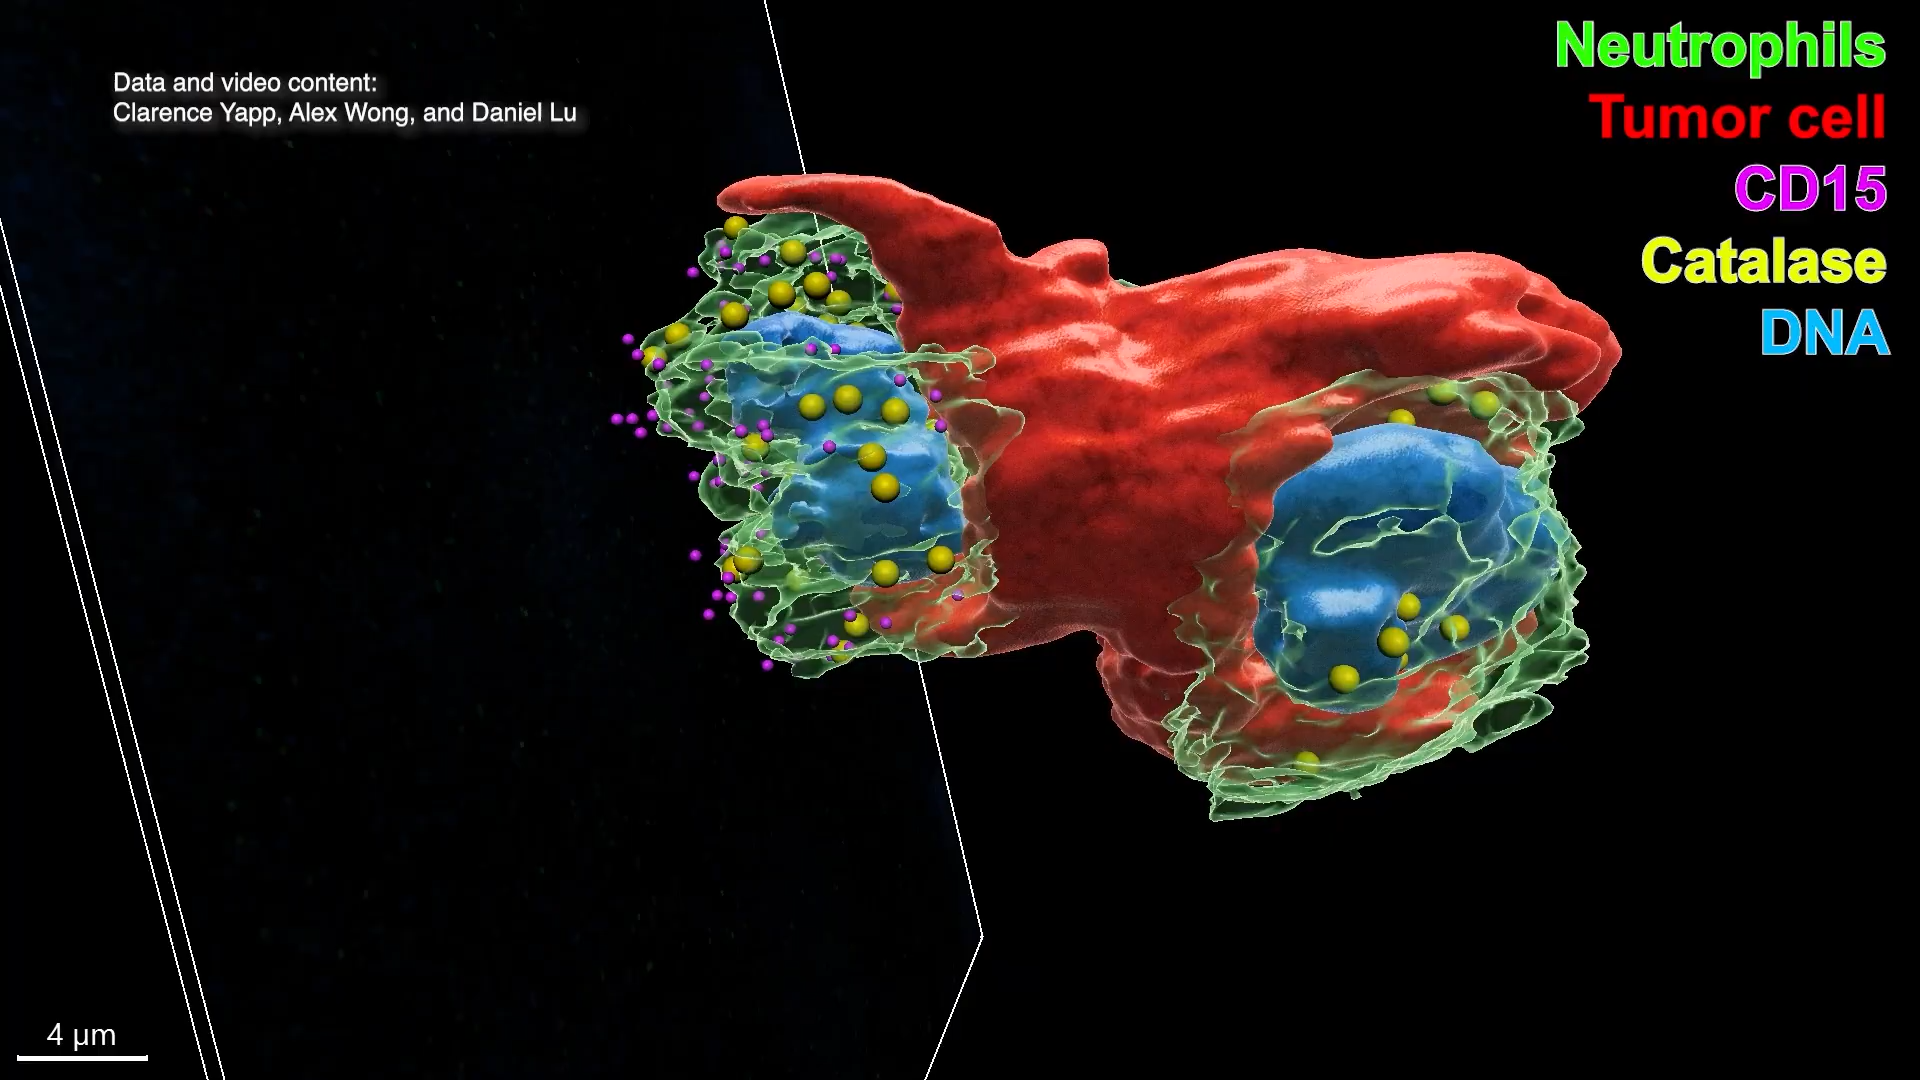 Data and video content:
Clarence Yapp, Alex Wong, and Daniel Lu
Neutrophils
Tumor cell
CD15
Catalase
DNA
4 µm